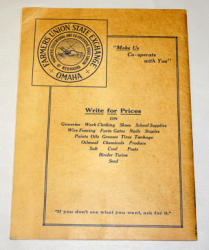 FARMERS UNION STATE EXCHANGE
OMAHA
"Make Us
Co-operate
with You"
Write for Prices
ON
Groceries Work Clothing Shoes School Supplies
Wire Fencing Farm Gates Nails Staples
Paints Oils Greases Tires Tankage
Oilmeal Chemicals Produce
Salt Coal Posts
Binder Twine
Seed
"If you don't see what you want, ask for it."